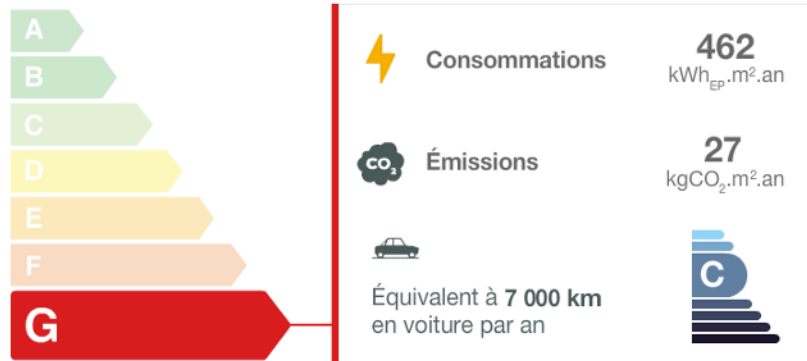 A
B
C
D
E
F
G
Consommations
462
kWhEP.m².an
CO2
Émissions
27
kgCO2.m².an
Équivalent à 7 000 km
en voiture par an
C